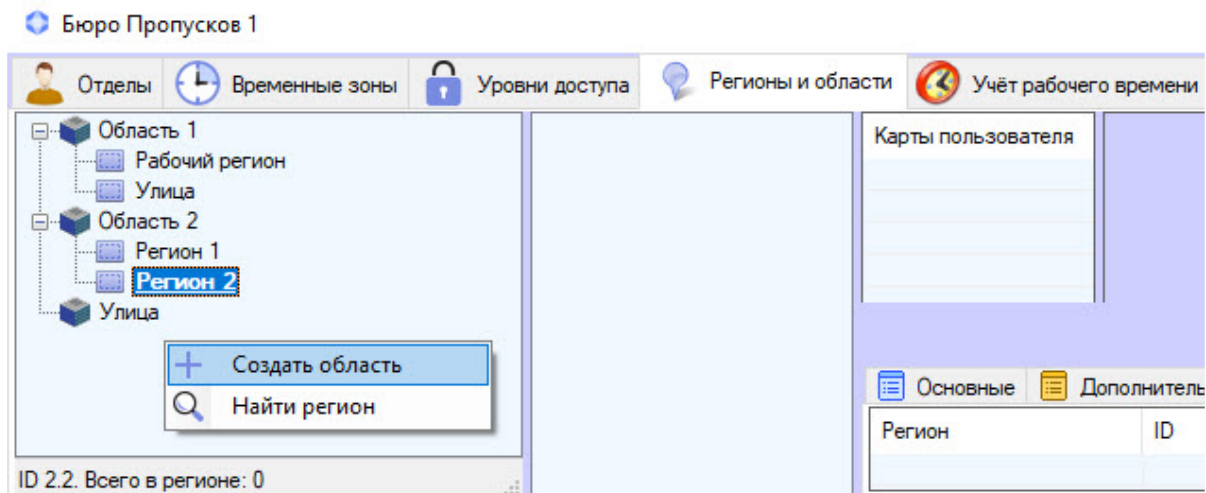 Бюро Пропусков 1
Отделы Временные зоны Уровни доступа Регионы и области Учёт рабочего времени
Область 1
Рабочий регион
Улица
Область 2
Регион 1
Регион 2
Улица
Создать область
Найти регион
ID 2.2. Всего в регионе: 0
Карты пользователя
Основные Дополнитель
Регион ID